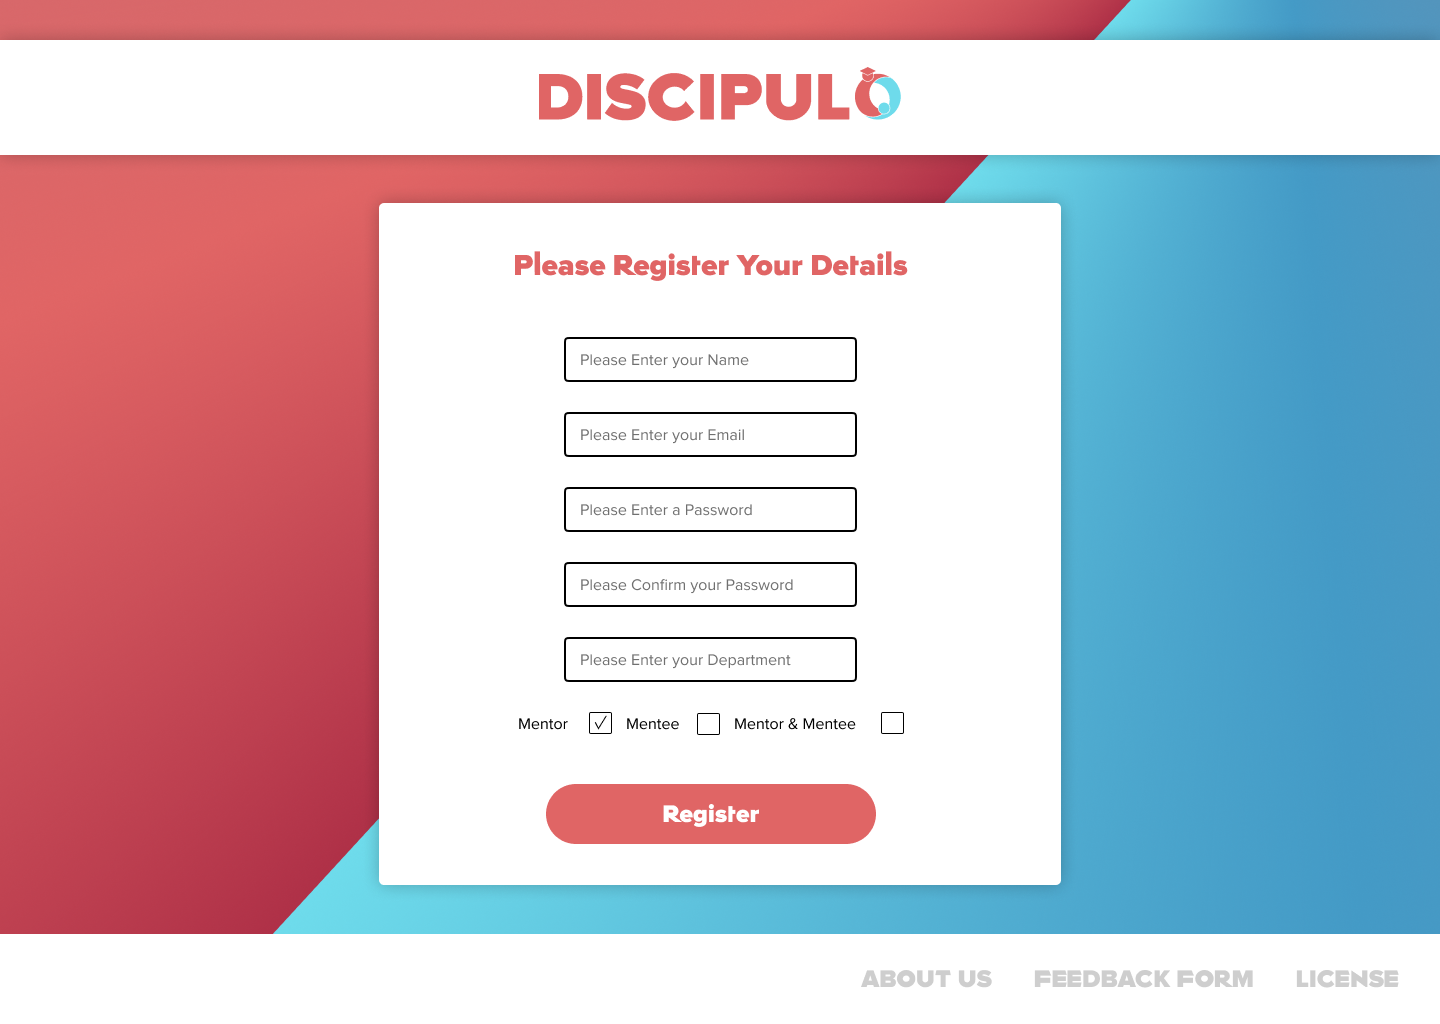 DISCIPULO
Please Register Your Details
Please Enter your Name
Please Enter your Email
Please Enter a Password
Please Confirm your Password
Please Enter your Department
Mentor Mentee Mentor & Mentee
Register
ABOUT US FEEDBACK FORM LICENSE